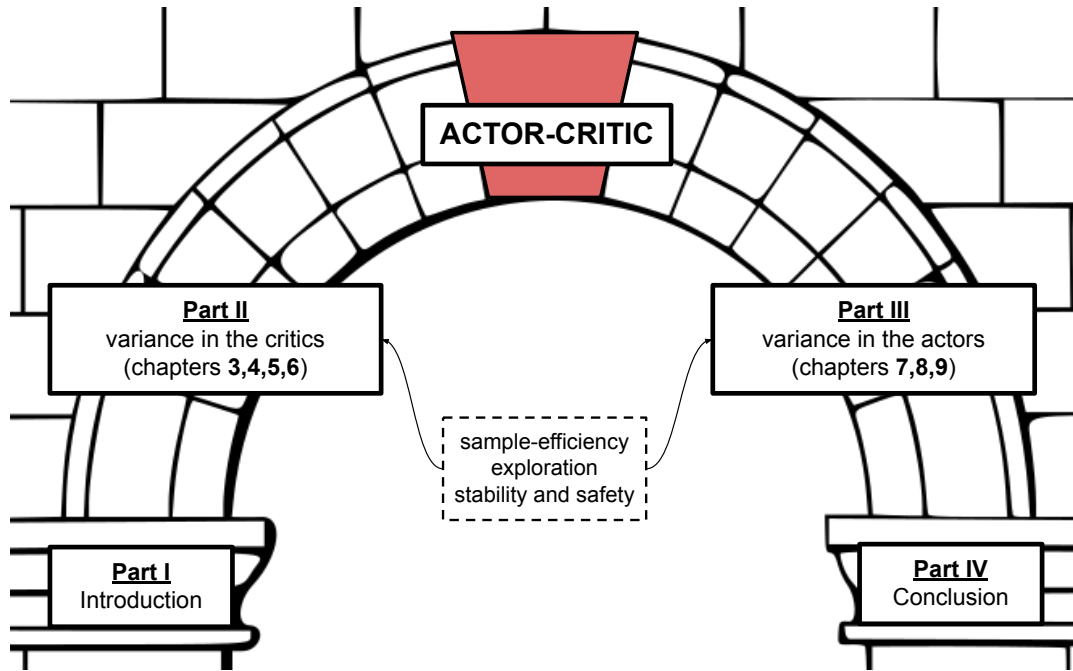 ACTOR-CRITIC
Part II
variance in the critics
(chapters 3,4,5,6)
Part III
variance in the actors
(chapters 7,8,9)
sample-efficiency
exploration
stability and safety
Part I
Introduction
Part IV
Conclusion